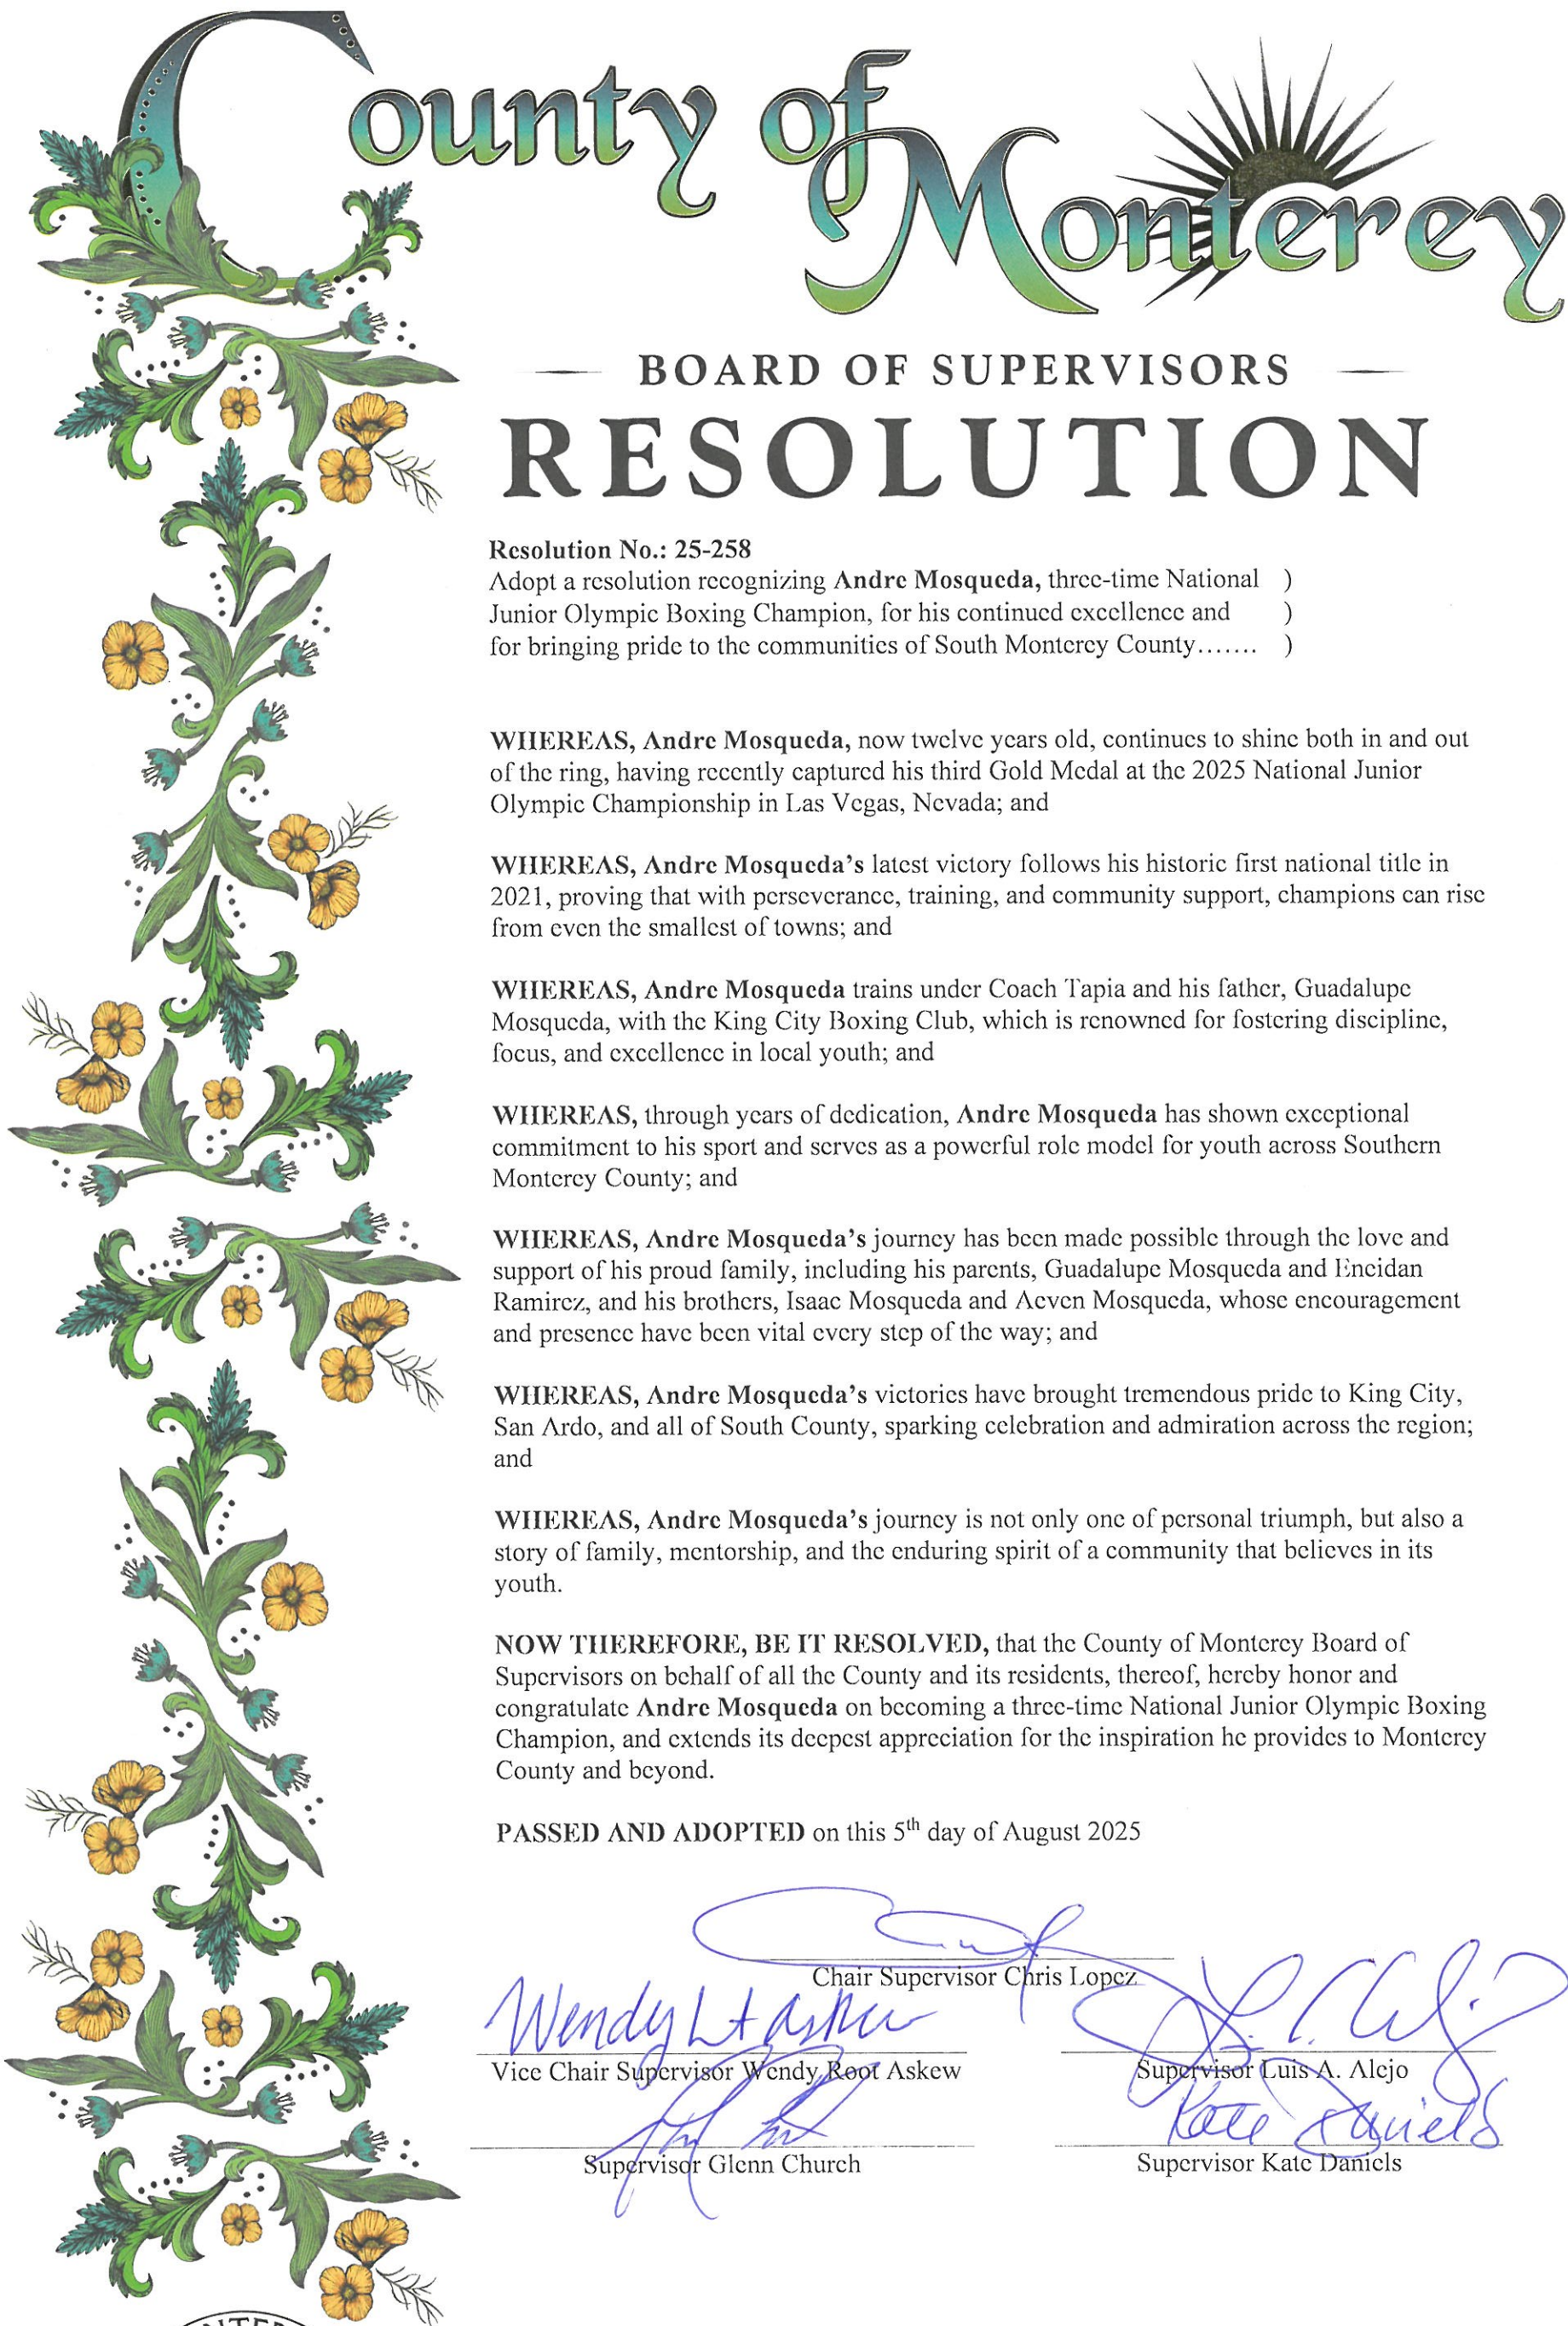 County of Monterey
BOARD OF SUPERVISORS
RESOLUTION
Resolution No.: 25-258
Adopt a resolution recognizing Andre Mosqueda, three-time National )
Junior Olympic Boxing Champion, for his continued excellence and )
for bringing pride to the communities of South Monterey County....... )
WHEREAS, Andre Mosqueda, now twelve years old, continues to shine both in and out
of the ring, having recently captured his third Gold Medal at the 2025 National Junior
Olympic Championship in Las Vegas, Nevada; and
WHEREAS, Andre Mosqueda's latest victory follows his historic first national title in
2021, proving that with perseverance, training, and community support, champions can rise
from even the smallest of towns; and
WHEREAS, Andre Mosqueda trains under Coach Tapia and his father, Guadalupe
Mosqueda, with the King City Boxing Club, which is renowned for fostering discipline,
focus, and excellence in local youth; and
WHEREAS, through years of dedication, Andre Mosqueda has shown exceptional
commitment to his sport and serves as a powerful role model for youth across Southern
Monterey County; and
WHEREAS, Andre Mosqueda's journey has been made possible through the love and
support of his proud family, including his parents, Guadalupe Mosqueda and Encidan
Ramirez, and his brothers, Isaac Mosqueda and Aeven Mosqueda, whose encouragement
and presence have been vital every step of the way; and
WHEREAS, Andre Mosqueda's victories have brought tremendous pride to King City,
San Ardo, and all of South County, sparking celebration and admiration across the region;
and
WHEREAS, Andre Mosqueda's journey is not only one of personal triumph, but also a
story of family, mentorship, and the enduring spirit of a community that believes in its
youth.
NOW THEREFORE, BE IT RESOLVED, that the County of Monterey Board of
Supervisors on behalf of all the County and its residents, thereof, hereby honor and
congratulate Andre Mosqueda on becoming a three-time National Junior Olympic Boxing
Champion, and extends its deepest appreciation for the inspiration he provides to Monterey
County and beyond.
PASSED AND ADOPTED on this 5th day of August 2025
Chair Supervisor Chris Lopez
Wendy Rt Askew
Vice Chair Supervisor Wendy Root Askew
Supervisor Luis A. Alejo
Kate Daniels
Supervisor Glenn Church
Supervisor Kate Daniels